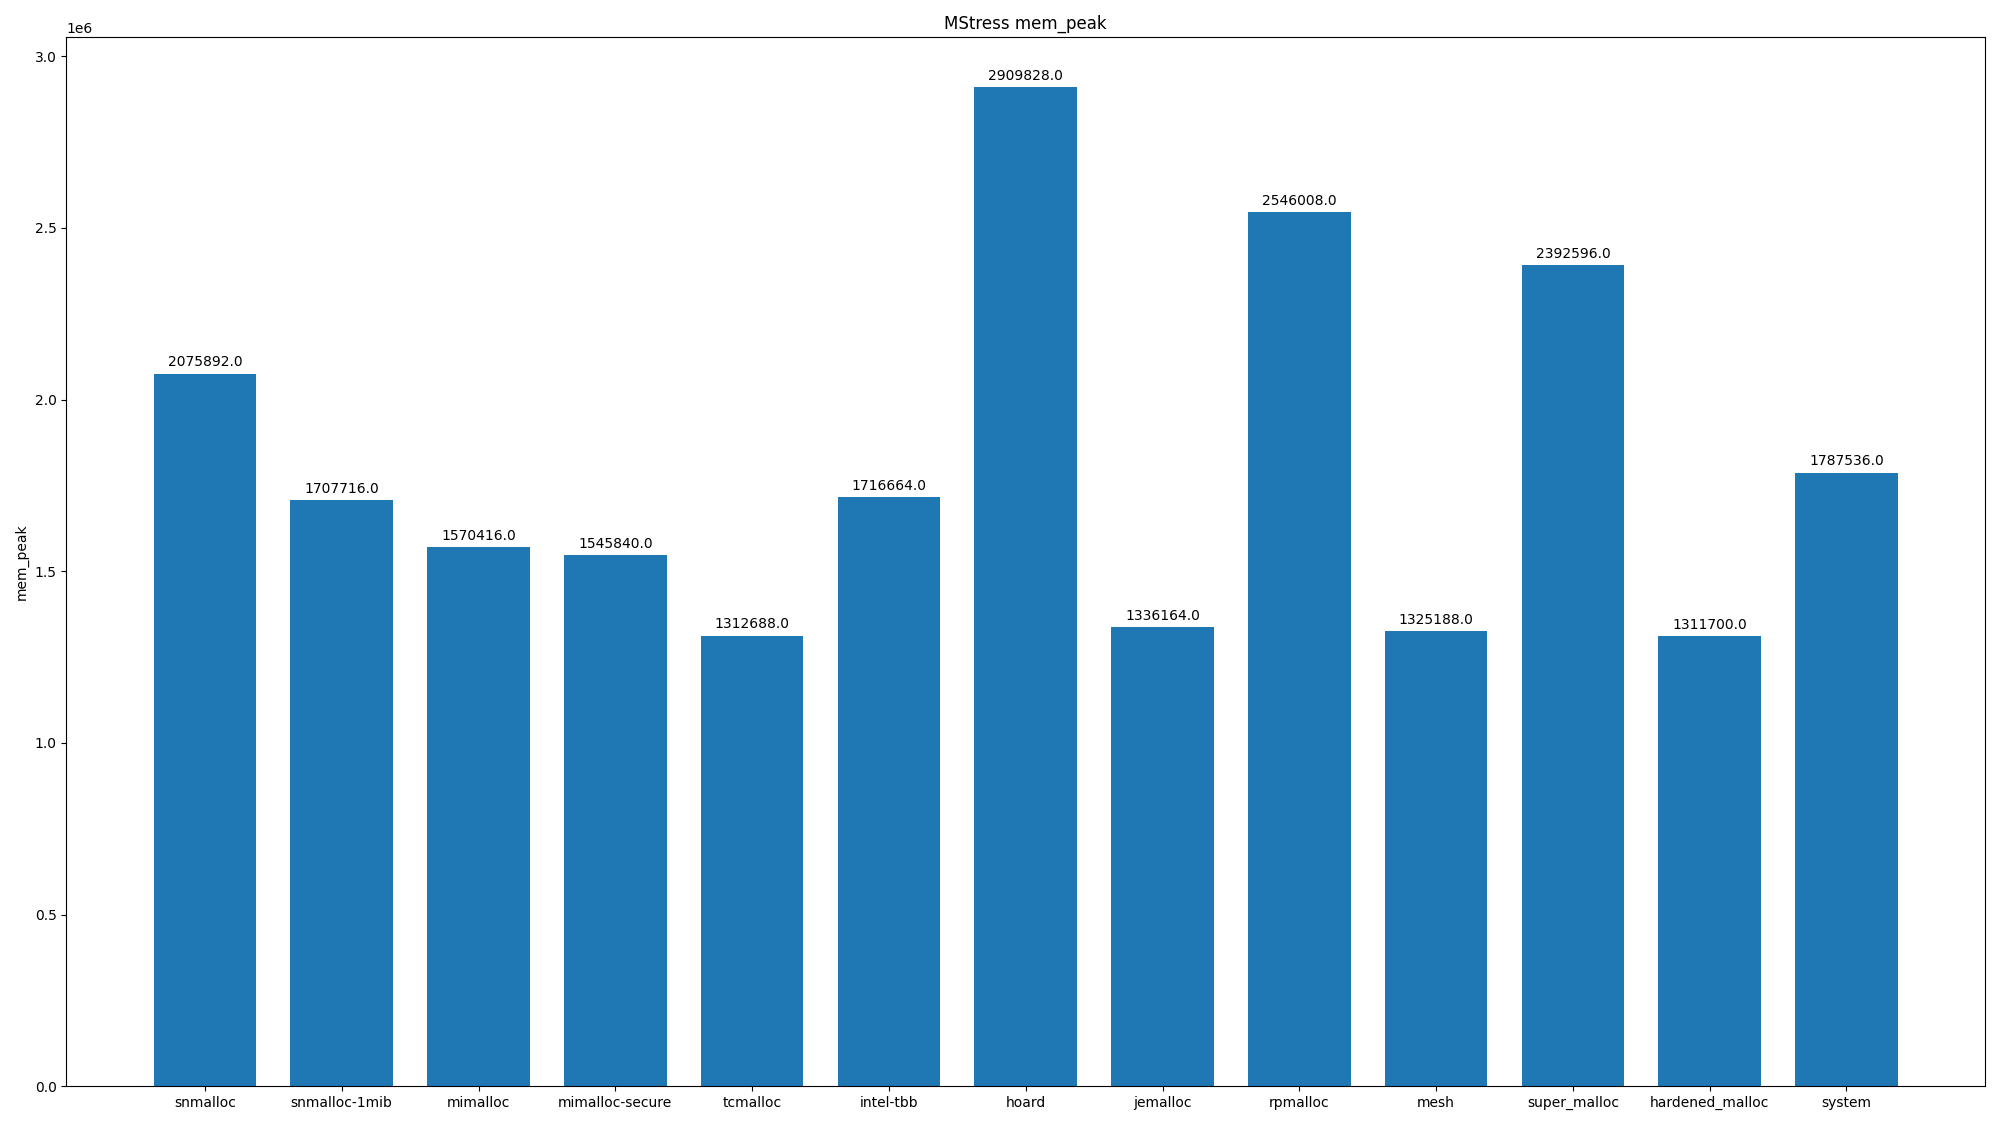 MStress mem_peak
1e6
3.0
2.5
2.0
1.5
1.0
0.5
0.0
mem_peak
2075892.0
1707716.0
1570416.0
1545840.0
1312688.0
1716664.0
2909828.0
1336164.0
2546008.0
1325188.0
2392596.0
1311700.0
1787536.0
snmalloc
snmalloc-1mib
mimalloc
mimalloc-secure
tcmalloc
intel-tbb
hoard
jemalloc
rpmalloc
mesh
super_malloc
hardened_malloc
system